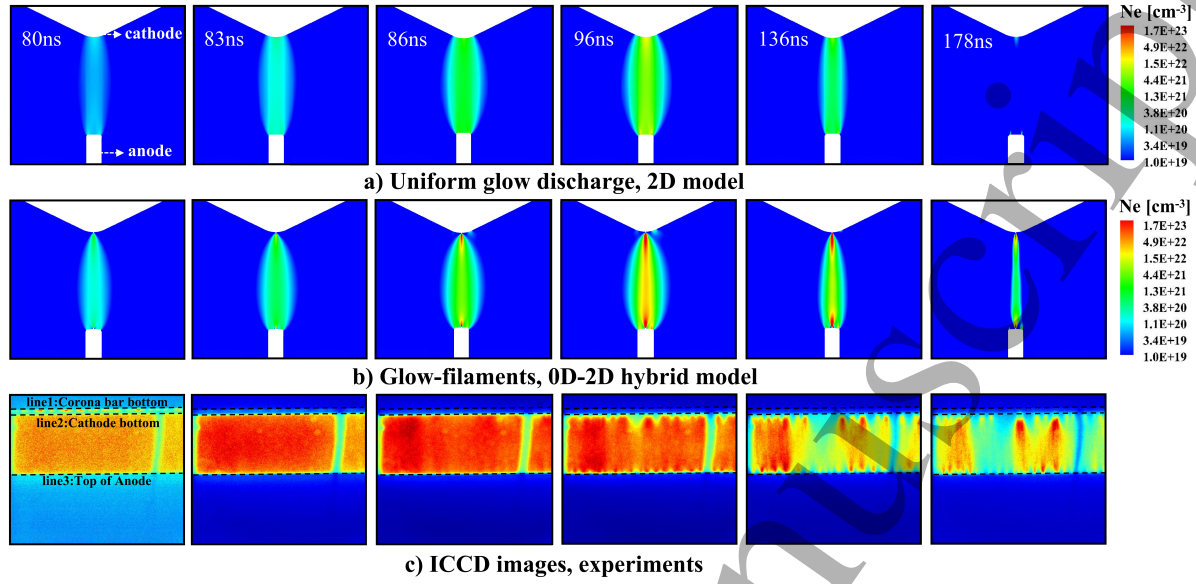 80ns
cathode
anode
83ns
86ns
96ns
136ns
178ns
Ne [cm-3]
1.7E+23
4.9E+22
1.5E+22
4.4E+21
1.3E+21
3.8E+20
1.1E+20
3.4E+19
1.0E+19
a) Uniform glow discharge, 2D model
Ne [cm-3]
1.7E+23
4.9E+22
1.5E+22
4.4E+21
1.3E+21
3.8E+20
1.1E+20
3.4E+19
1.0E+19
b) Glow-filaments, 0D-2D hybrid model
line1:Corona bar bottom
line2:Cathode bottom
line3:Top of Anode
c) ICCD images, experiments